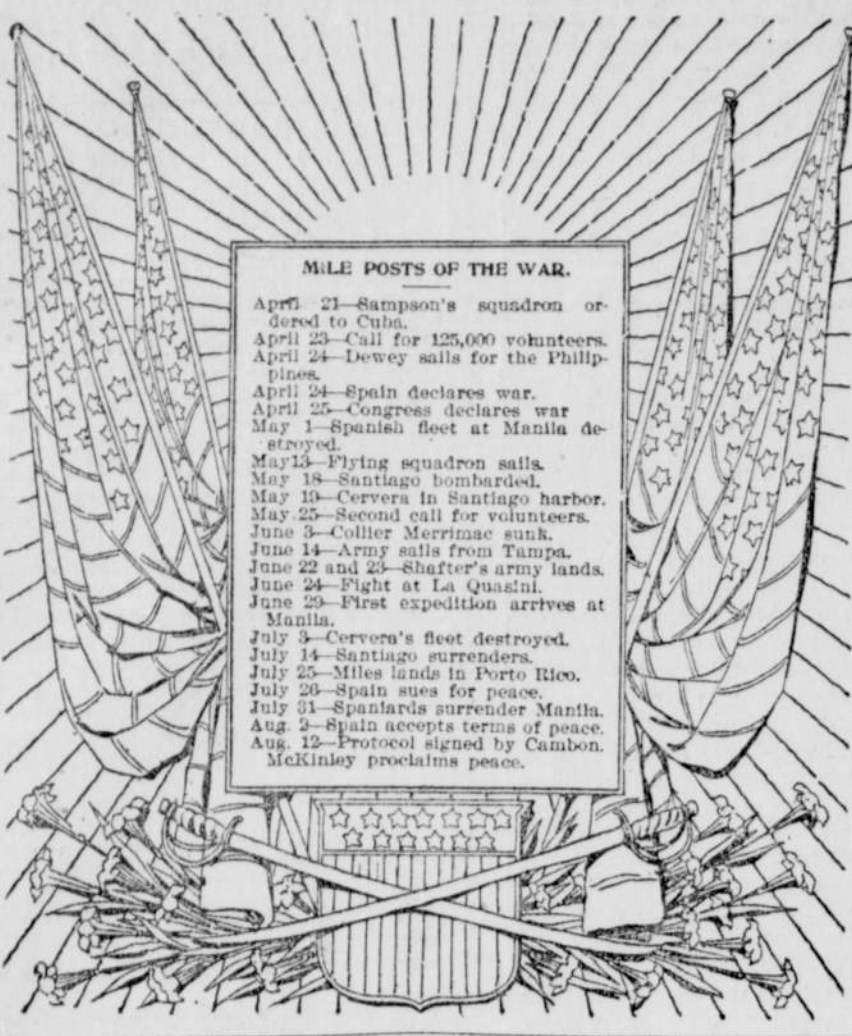 MILE POSTS OF THE WAR.
April 21—Sampson's squadron or-
dered to Cuba.
April 23—Call for 125,000 volunteers.
April 24—Dewey sails for the Philip-
pines.
April 24—Spain declares war.
April 25—Congress declares war
May 1—Spanish fleet at Manila de-
stroyed.
May 13—Flying squadron sails.
May 18—Santiago bombarded.
May 19—Cervera in Santiago harbor.
May 25—Second call for volunteers.
June 3—Collier Merrimac sunk.
June 14—Army sails from Tampa.
June 22 and 23—Shafter's army lands.
June 24—Fight at La Quasini.
June 29—First expedition arrives at
Manila.
July 3—Cervera's fleet destroyed.
July 14—Santiago surrenders.
July 25—Miles lands in Porto Rico.
July 26—Spain sues for peace.
July 31—Spaniards surrender Manila.
Aug. 2—Spain accepts terms of peace.
Aug. 12—Protocol signed by Cambon.
McKinley proclaims peace.